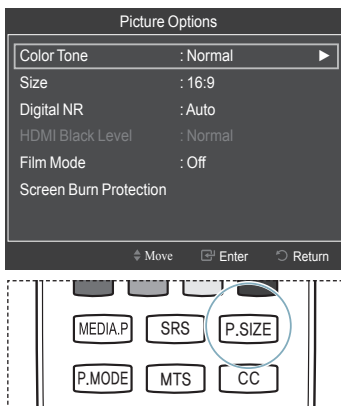 Picture Options
Color Tone : Normal ►
Size : 16:9
Digital NR : Auto
HDMI Black Level : Normal
Film Mode : Off
Screen Burn Protection
Move Enter Return
MEDIA.P SRS P.SIZE
P.MODE MTS CC